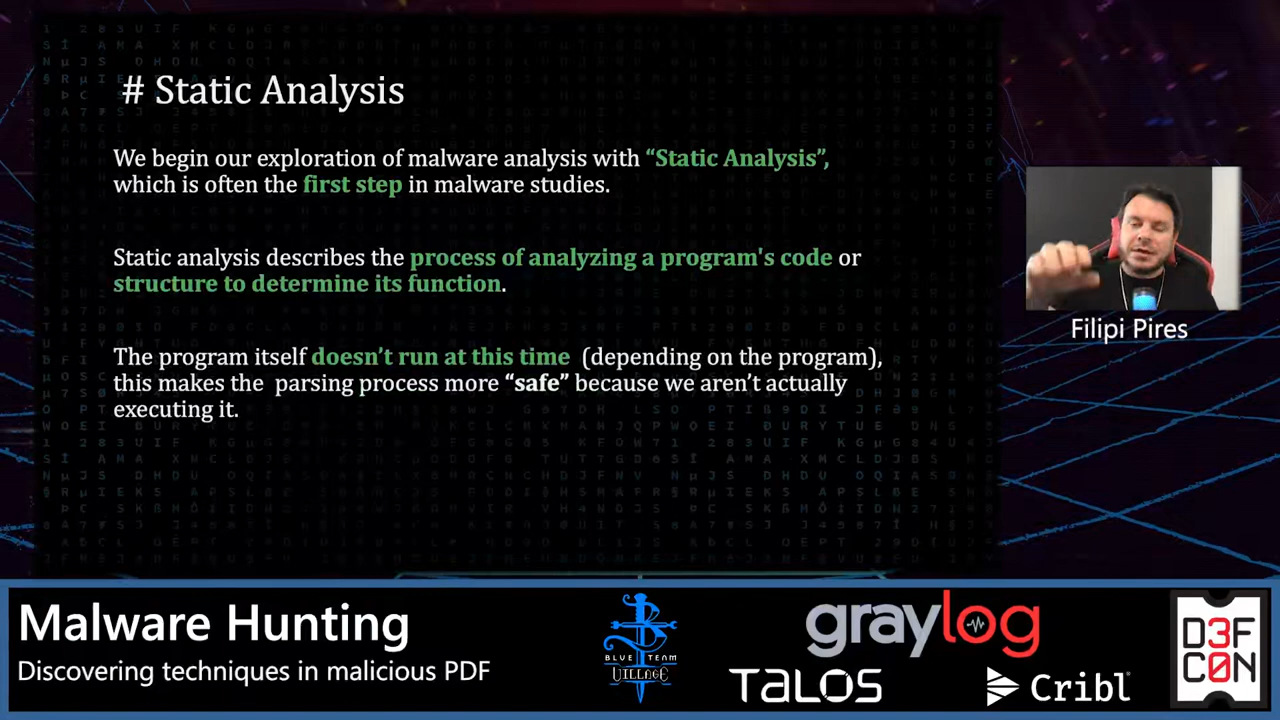 # Static Analysis
We begin our exploration of malware analysis with “Static Analysis”,
which is often the first step in malware studies.
Static analysis describes the process of analyzing a program's code or
structure to determine its function.
The program itself doesn’t run at this time (depending on the program),
this makes the parsing process more “safe” because we aren’t actually
executing it.
Filipi Pires
Malware Hunting
Discovering techniques in malicious PDF
BLUE TEAM
VILLAGE
graylog
TALOS
Cribl
D3F
C0N